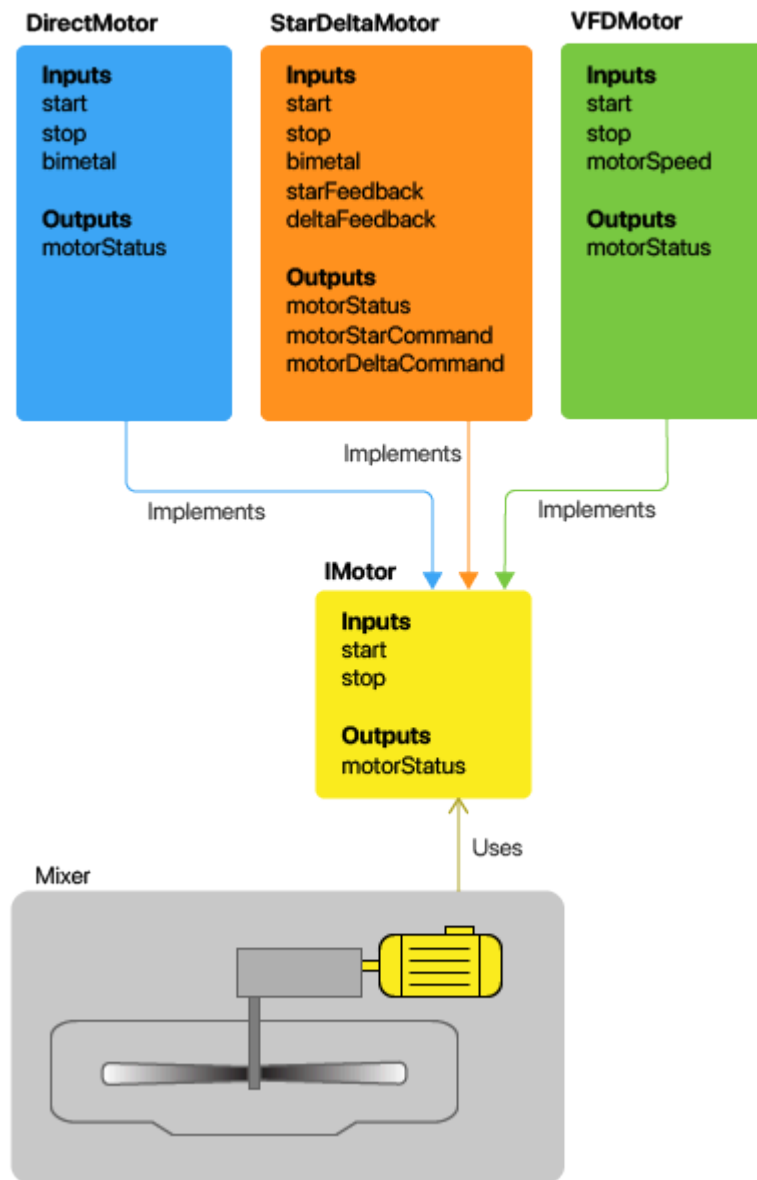 DirectMotor
Inputs
start
stop
bimetal
Outputs
motorStatus
StarDeltaMotor
Inputs
start
stop
bimetal
starFeedback
deltaFeedback
Outputs
motorStatus
motorStarCommand
motorDeltaCommand
VFDMotor
Inputs
start
stop
motorSpeed
Outputs
motorStatus
Implements
Implements
Implements
IMotor
Inputs
start
stop
Outputs
motorStatus
Uses
Mixer